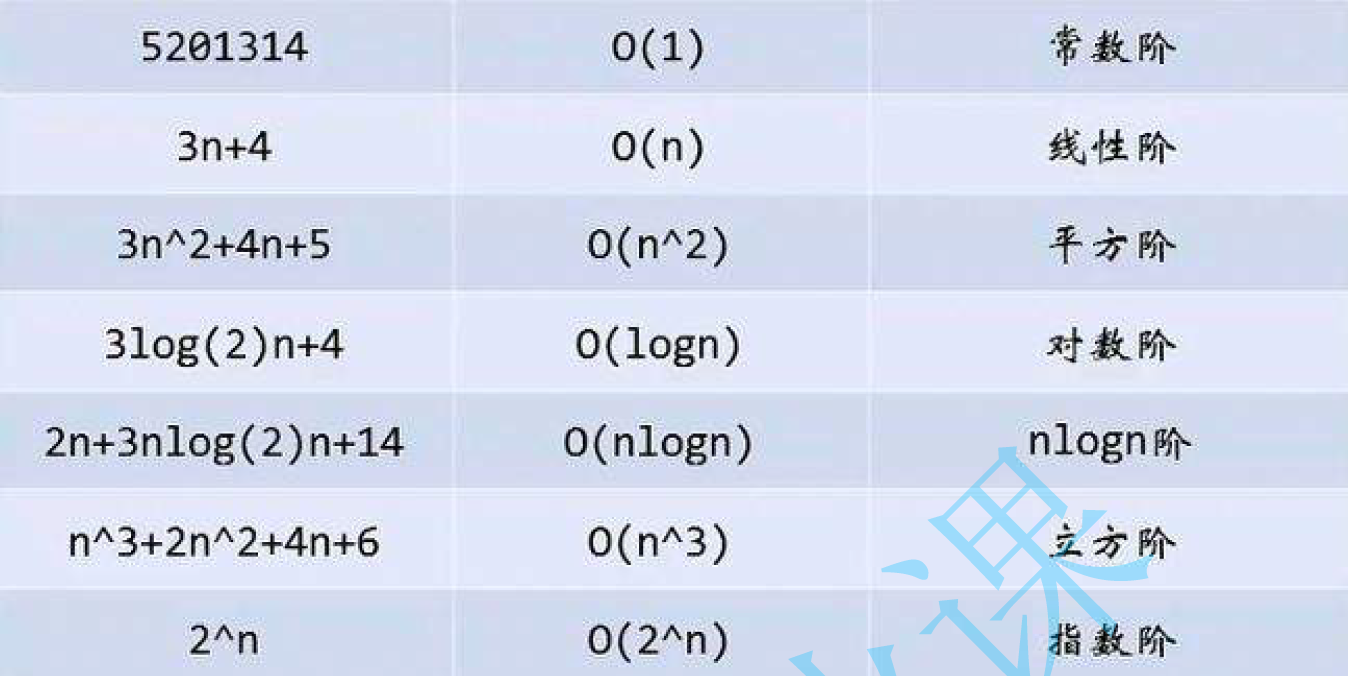 5201314 O(1) 常数阶
3n+4 O(n) 线性阶
3n^2+4n+5 O(n^2) 平方阶
3log(2)n+4 O(logn) 对数阶
2n+3nlog(2)n+14 O(nlogn) nlogn阶
n^3+2n^2+4n+6 O(n^3) 立方阶
2^n O(2^n) 指数阶
课